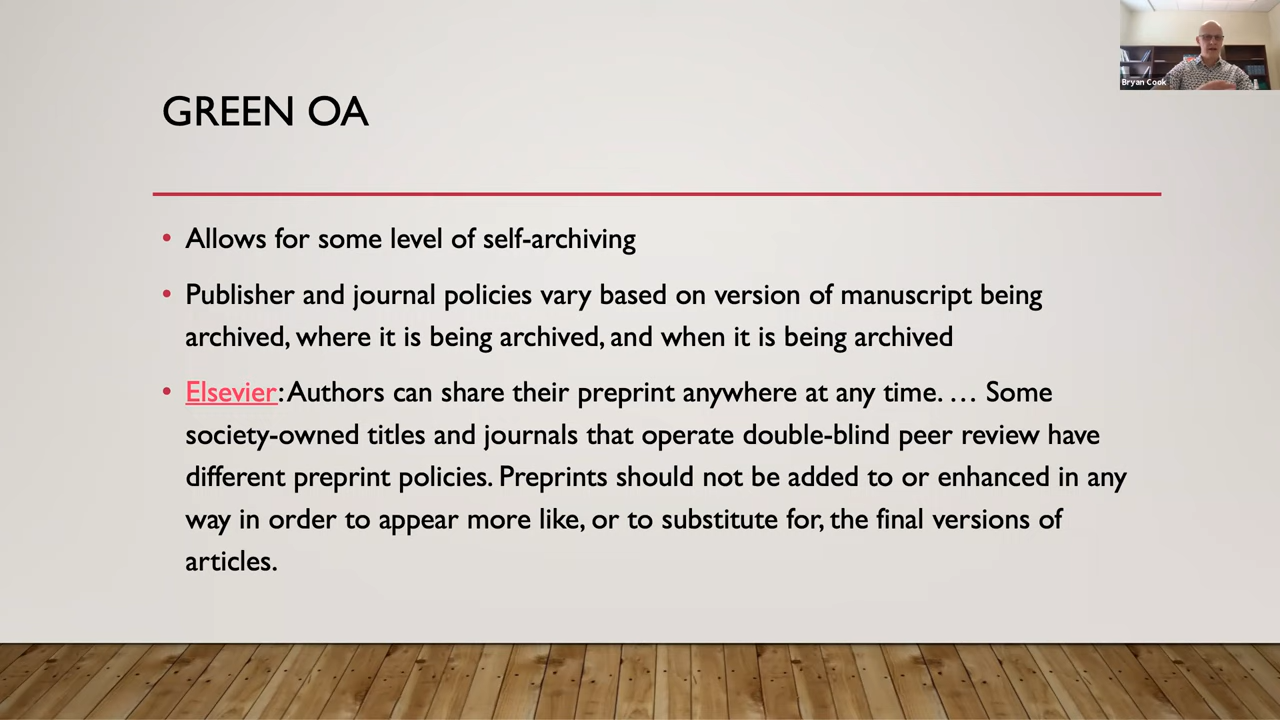 Bryan Cook
GREEN OA
• Allows for some level of self-archiving
• Publisher and journal policies vary based on version of manuscript being
archived, where it is being archived, and when it is being archived
• Elsevier: Authors can share their preprint anywhere at any time. … Some
society-owned titles and journals that operate double-blind peer review have
different preprint policies. Preprints should not be added to or enhanced in any
way in order to appear more like, or to substitute for, the final versions of
articles.